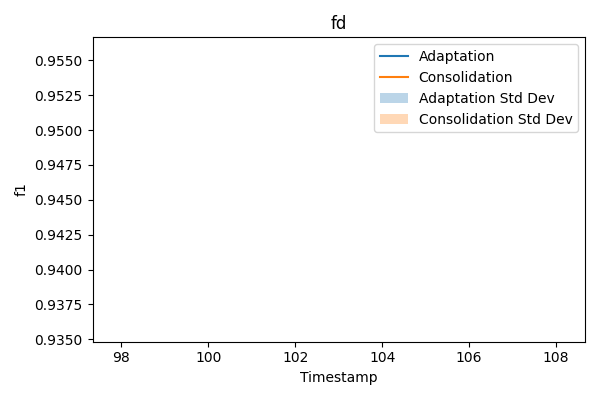 fd
f1
0.9550
0.9525
0.9500
0.9475
0.9450
0.9425
0.9400
0.9375
0.9350
Adaptation
Consolidation
Adaptation Std Dev
Consolidation Std Dev
98 100 102 104 106 108
Timestamp